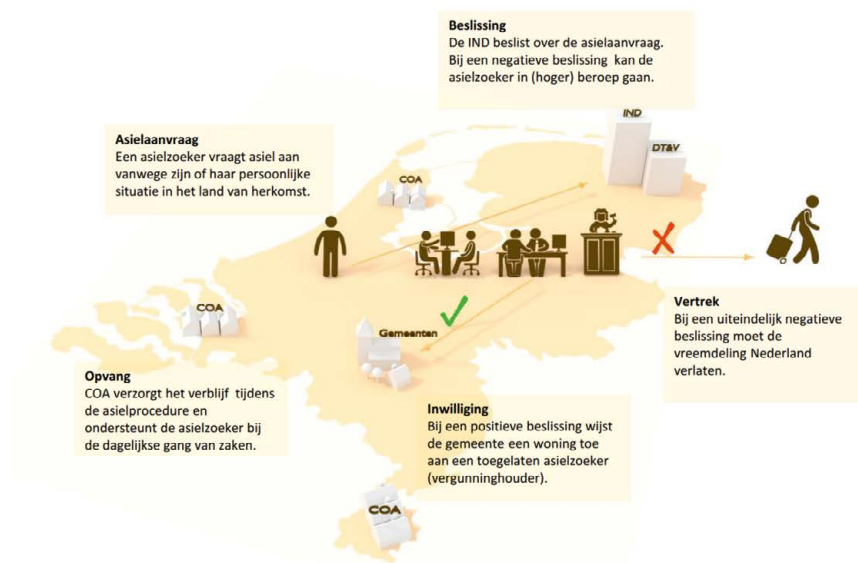 Beslissing
De IND beslist over de asielaanvraag.
Bij een negatieve beslissing kan de
asielzoeker in (hoger) beroep gaan.
IND
DT&V
Asielaanvraag
Een asielzoeker vraagt asiel aan
vanwege zijn of haar persoonlijke
situatie in het land van herkomst.
COA
COA
Gemeenten
Vertrek
Bij een uiteindelijk negatieve
beslissing moet de
vreemdeling Nederland
verlaten.
Opvang
COA verzorgt het verblijf tijdens
de asielprocedure en
ondersteunt de asielzoeker bij
de dagelijkse gang van zaken.
Inwilliging
Bij een positieve beslissing wijst
de gemeente een woning toe
aan een toegelaten asielzoeker
(vergunninghouder).
COA